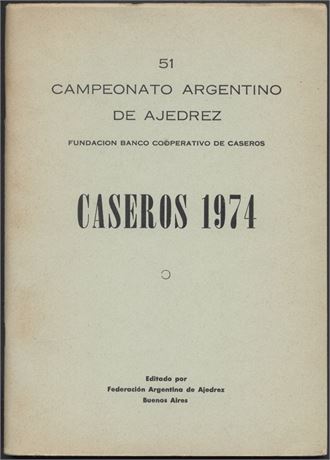 51
CAMPEONATO ARGENTINO
DE AJEDREZ
FUNDACION BANCO COOPERATIVO DE CASEROS
CASEROS 1974
Editado por
Federación Argentina de Ajedrez
Buenos Aires